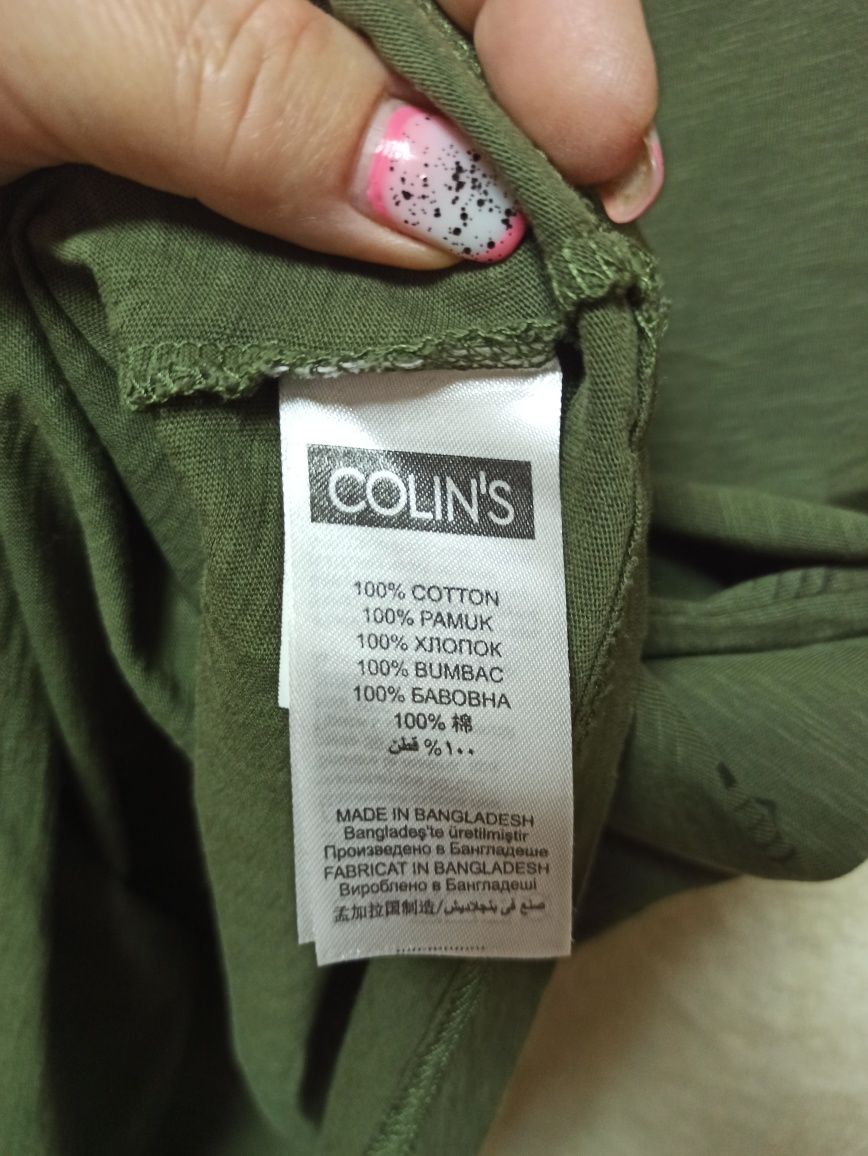 COLIN'S
100% COTTON
100% PAMUK
100% ХЛОПОК
100% BUMBAC
100% БАВОВНА
100% 棉
%١٠٠ قطن
MADE IN BANGLADESH
Bangladeş'te üretilmiştir
Произведено в Бангладеше
FABRICAT IN BANGLADESH
Вироблено в Бангладеші
孟加拉国制造/صنع في بنجلاديش